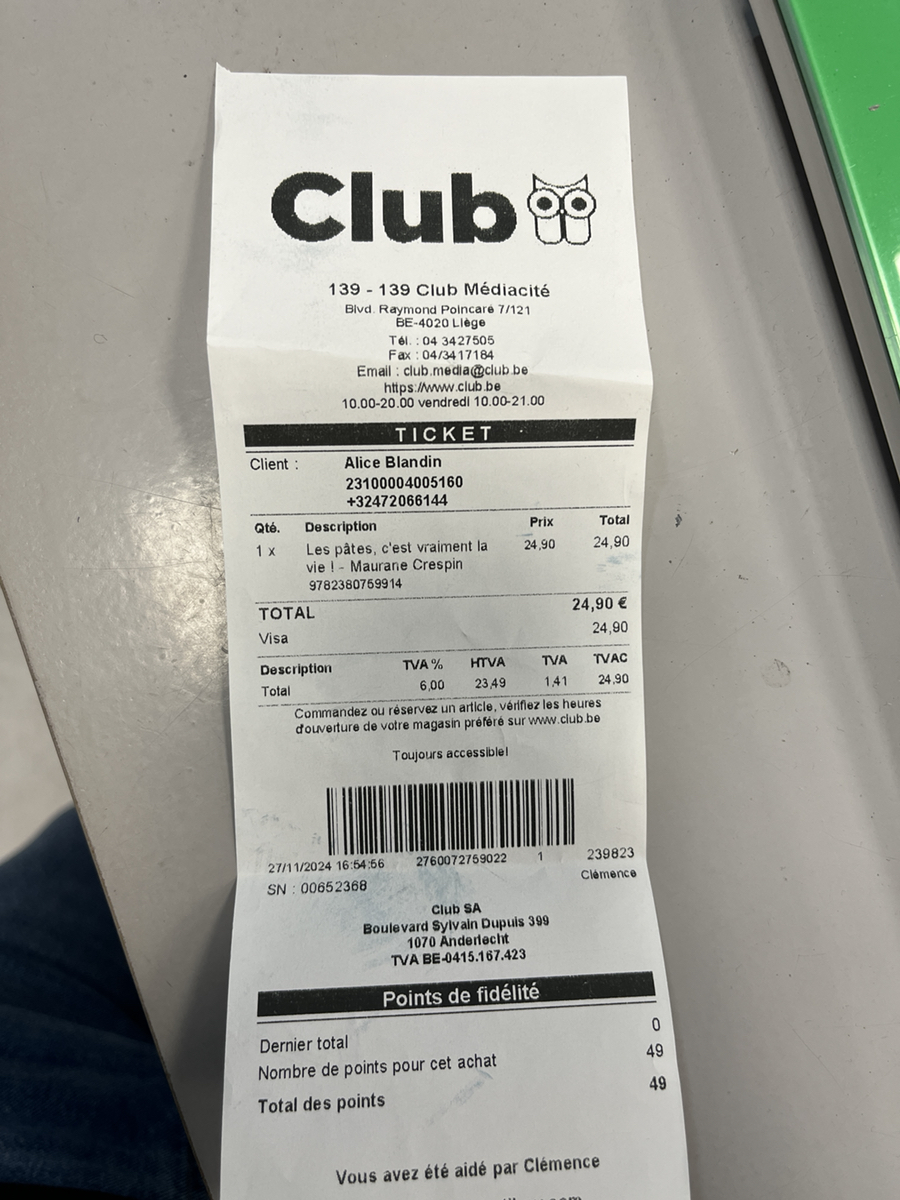 Club
139 - 139 Club Médiacité
Blvd. Raymond Poincaré 7/121
BE-4020 Liège
Tél. : 04 3427505
Fax : 04/3417184
Email : club.media@club.be
https://www.club.be
10.00-20.00 vendredi 10.00-21.00
TICKET
Client : Alice Blandin
23100004005160
+32472066144
Qté. Description Prix Total
1 x Les pâtes, c'est vraiment la 24,90 24,90
vie ! - Maurane Crespin
9782380759914
TOTAL 24,90 €
Visa 24,90
Description TVA % HTVA TVA TVAC
Total 6,00 23,49 1,41 24,90
Commandez ou réservez un article, vérifiez les heures
d'ouverture de votre magasin préféré sur www.club.be
Toujours accessible!
27/11/2024 16:54:56 2760072759022 1 239823
SN : 00652368 Clémence
Club SA
Boulevard Sylvain Dupuis 399
1070 Anderlecht
TVA BE-0415.167.423
Points de fidélité
Dernier total 0
Nombre de points pour cet achat 49
Total des points 49
Vous avez été aidé par Clémence